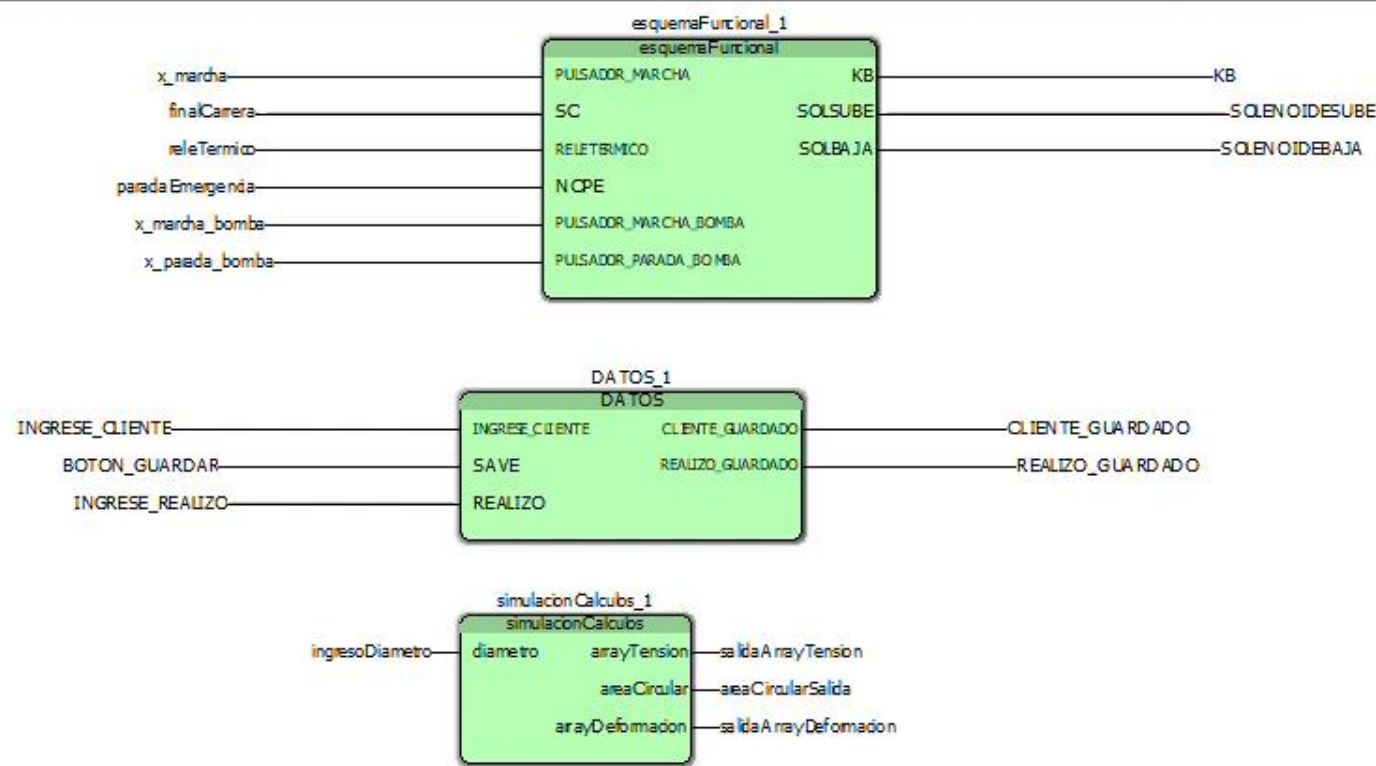 esquemaFuncional_1
esquemaFuncional
x_marcha PULSADOR_MARCHA KB KB
finalCarrera SC SOLSUBE SOLENOIDESUBE
releTermico RELETERMICO SOLBAJA SOLENOIDEBAJA
paradaEmergencia NCPE
x_marcha_bomba PULSADOR_MARCHA_BOMBA
x_parada_bomba PULSADOR_PARADA_BOMBA
DATOS_1
DATOS
INGRESE_CLIENTE INGRESE_CLIENTE CLIENTE_GUARDADO CLIENTE_GUARDADO
BOTON_GUARDAR SAVE REALIZO_GUARDADO REALIZO_GUARDADO
INGRESE_REALIZO REALIZO
simulacionCalculos_1
simulacionCalculos
ingresoDiametro diametro arrayTension salidaArrayTension
areaCircular areaCircularSalida
arrayDeformacion salidaArrayDeformacion